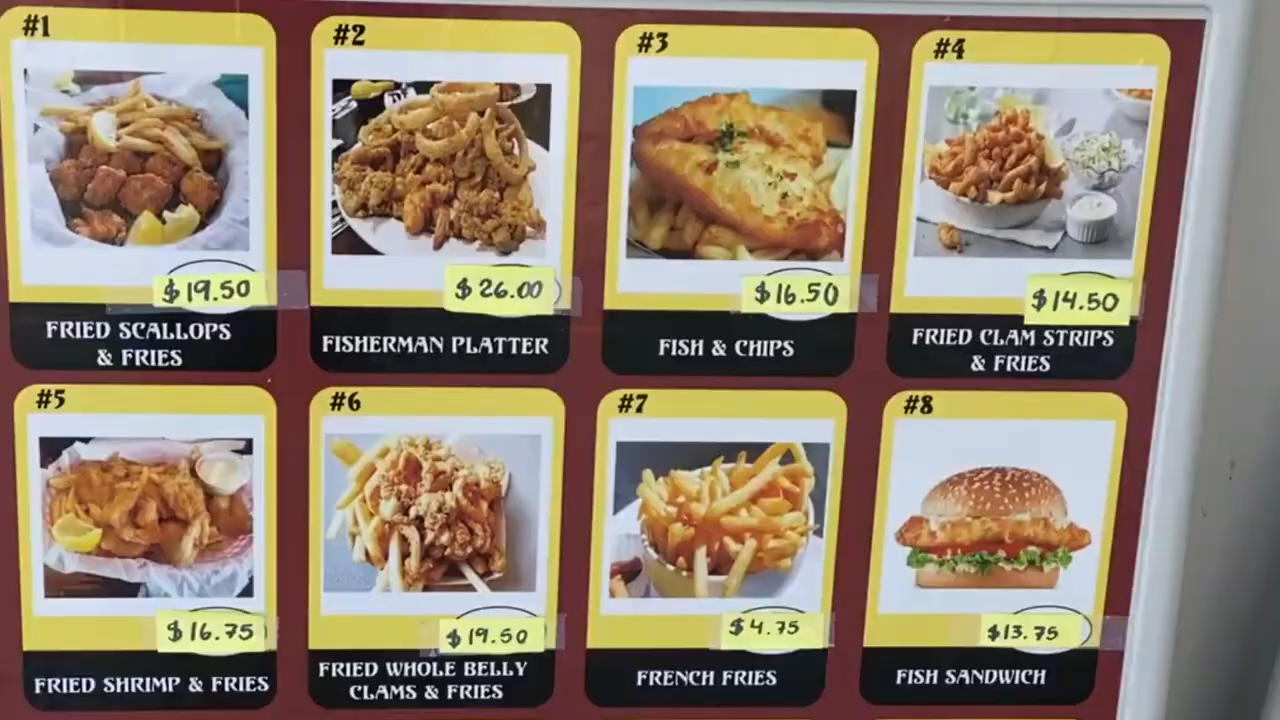 #1
#2
#3
#4
$19.50
$26.00
$16.50
$14.50
FRIED SCALLOPS
& FRIES
FISHERMAN PLATTER
FISH & CHIPS
FRIED CLAM STRIPS
& FRIES
#5
#6
#7
#8
$16.75
$19.50
$4.75
$13.75
FRIED SHRIMP & FRIES
FRIED WHOLE BELLY
CLAMS & FRIES
FRENCH FRIES
FISH SANDWICH